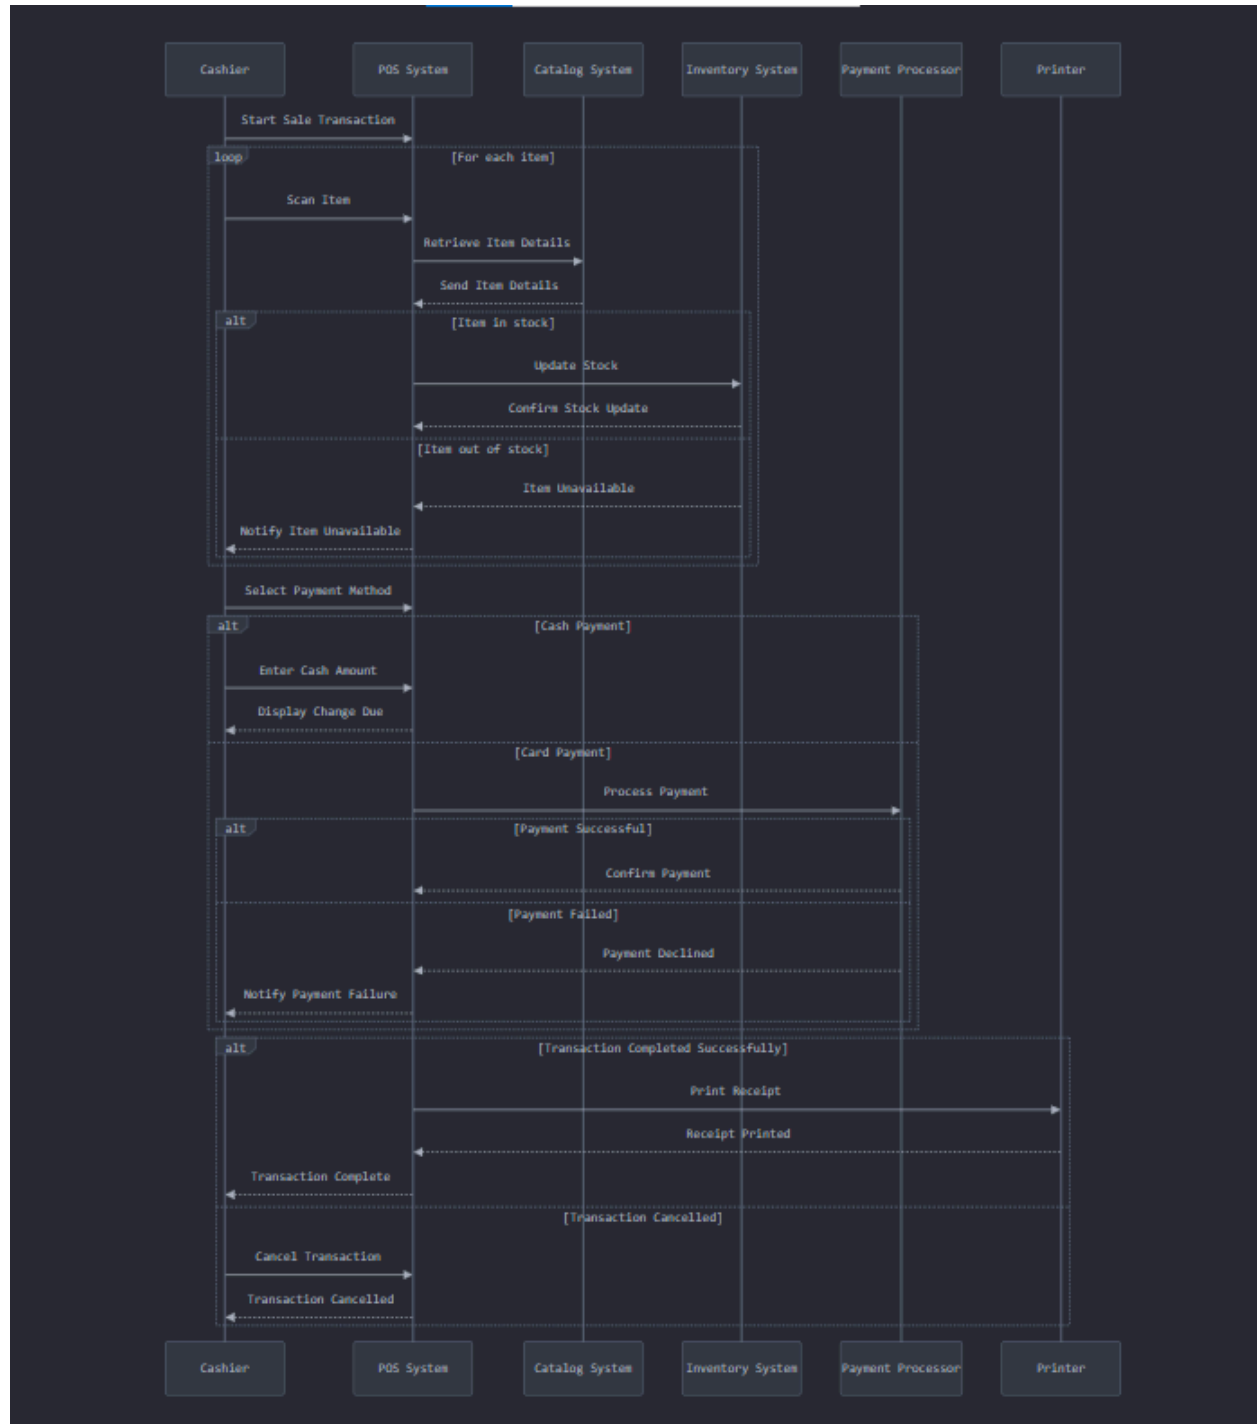 Cashier POS System Catalog System Inventory System Payment Processor Printer
Start Sale Transaction
loop [For each item]
Scan Item
Retrieve Item Details
Send Item Details
alt [Item in stock]
Update Stock
Confirm Stock Update
[Item out of stock]
Item Unavailable
Notify Item Unavailable
Select Payment Method
alt [Cash Payment]
Enter Cash Amount
Display Change Due
[Card Payment]
Process Payment
alt [Payment Successful]
Confirm Payment
[Payment Failed]
Payment Declined
Notify Payment Failure
alt [Transaction Completed Successfully]
Print Receipt
Receipt Printed
Transaction Complete
[Transaction Cancelled]
Cancel Transaction
Transaction Cancelled
Cashier POS System Catalog System Inventory System Payment Processor Printer